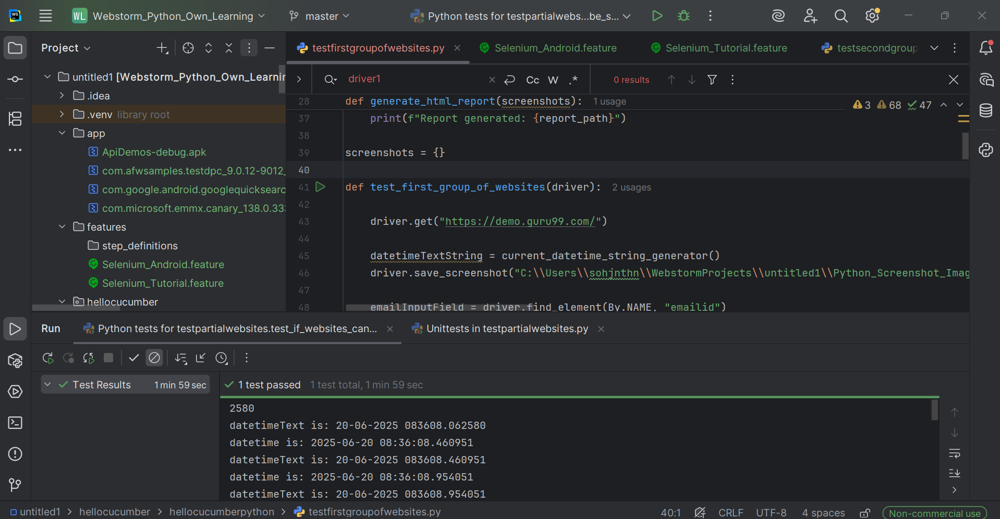 WS
WL Webstorm_Python_Own_Learning master Python tests for testpartialwebs...be_s...
Project
untitled1 [Webstorm_Python_Own_Learnin
.idea
.venv library root
app
ApiDemos-debug.apk
com.afwsamples.testdpc_9.0.12-9012_
com.google.android.googlequicksearc
com.microsoft.emmx.canary_138.0.333
features
step_definitions
Selenium_Android.feature
Selenium_Tutorial.feature
hellocucumber
testfirstgroupofwebsites.py Selenium_Android.feature Selenium_Tutorial.feature testsecondgroup
driver1 Cc W .* 0 results
28 def generate_html_report(screenshots): 1 usage
3 68 47
37 print(f"Report generated: {report_path}")
38
39 screenshots = {}
40
41 def test_first_group_of_websites(driver): 2 usages
42
43 driver.get("https://demo.guru99.com/")
44
45 datetimeTextString = current_datetime_string_generator()
46 driver.save_screenshot("C:\\Users\\sohjnthn\\WebstormProjects\\untitled1\\Python_Screenshot_Imag
47
48 emailInputField = driver.find_element(By.NAME, "emailid")
Run Python tests for testpartialwebsites.test_if_websites_can... Unittests in testpartialwebsites.py
Test Results 1 min 59 sec
1 test passed 1 test total, 1 min 59 sec
2580
datetimeText is: 20-06-2025 083608.062580
datetime is: 2025-06-20 08:36:08.460951
datetimeText is: 20-06-2025 083608.460951
datetime is: 2025-06-20 08:36:08.954051
datetimeText is: 20-06-2025 083608.954051
untitled1 > hellocucumber > hellocucumberpython > testfirstgroupofwebsites.py 40:1 CRLF UTF-8 4 spaces Non-commercial use